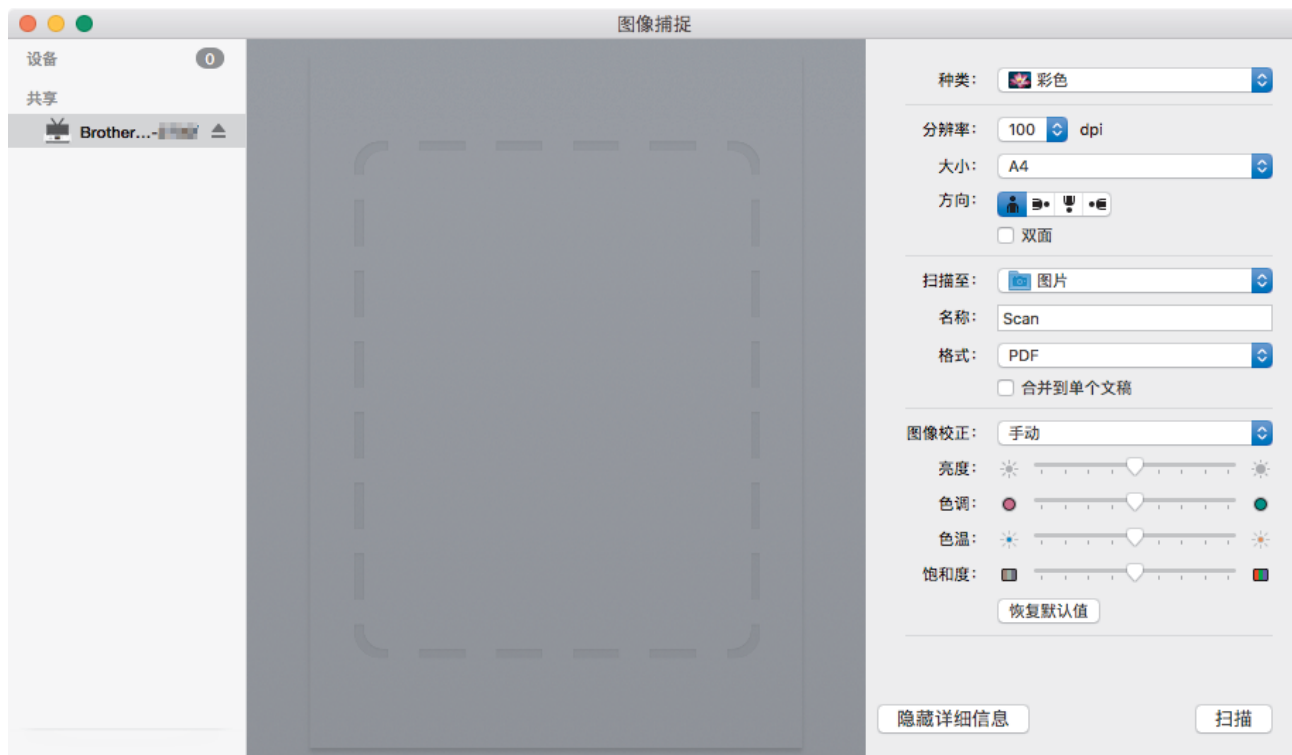 图像捕捉
设备 0
共享
Brother...-
种类： 彩色
分辨率： 100 dpi
大小： A4
方向：
双面
扫描至： 图片
名称： Scan
格式： PDF
合并到单个文稿
图像校正： 手动
亮度：
色调：
色温：
饱和度：
恢复默认值
隐藏详细信息 扫描